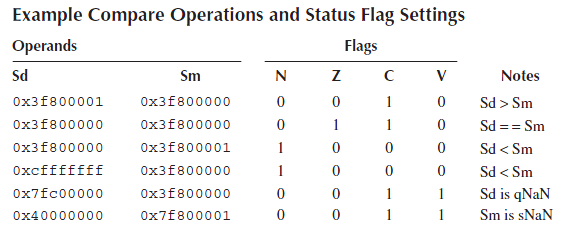 Example Compare Operations and Status Flag Settings
Operands Flags
Sd Sm N Z C V Notes
0x3f800001 0x3f800000 0 0 1 0 Sd > Sm
0x3f800000 0x3f800000 0 1 1 0 Sd == Sm
0x3f800000 0x3f800001 1 0 0 0 Sd < Sm
0xcfffffff 0x3f800000 1 0 0 0 Sd < Sm
0x7fc00000 0x3f800000 0 0 1 1 Sd is qNaN
0x40000000 0x7f800001 0 0 1 1 Sm is sNaN